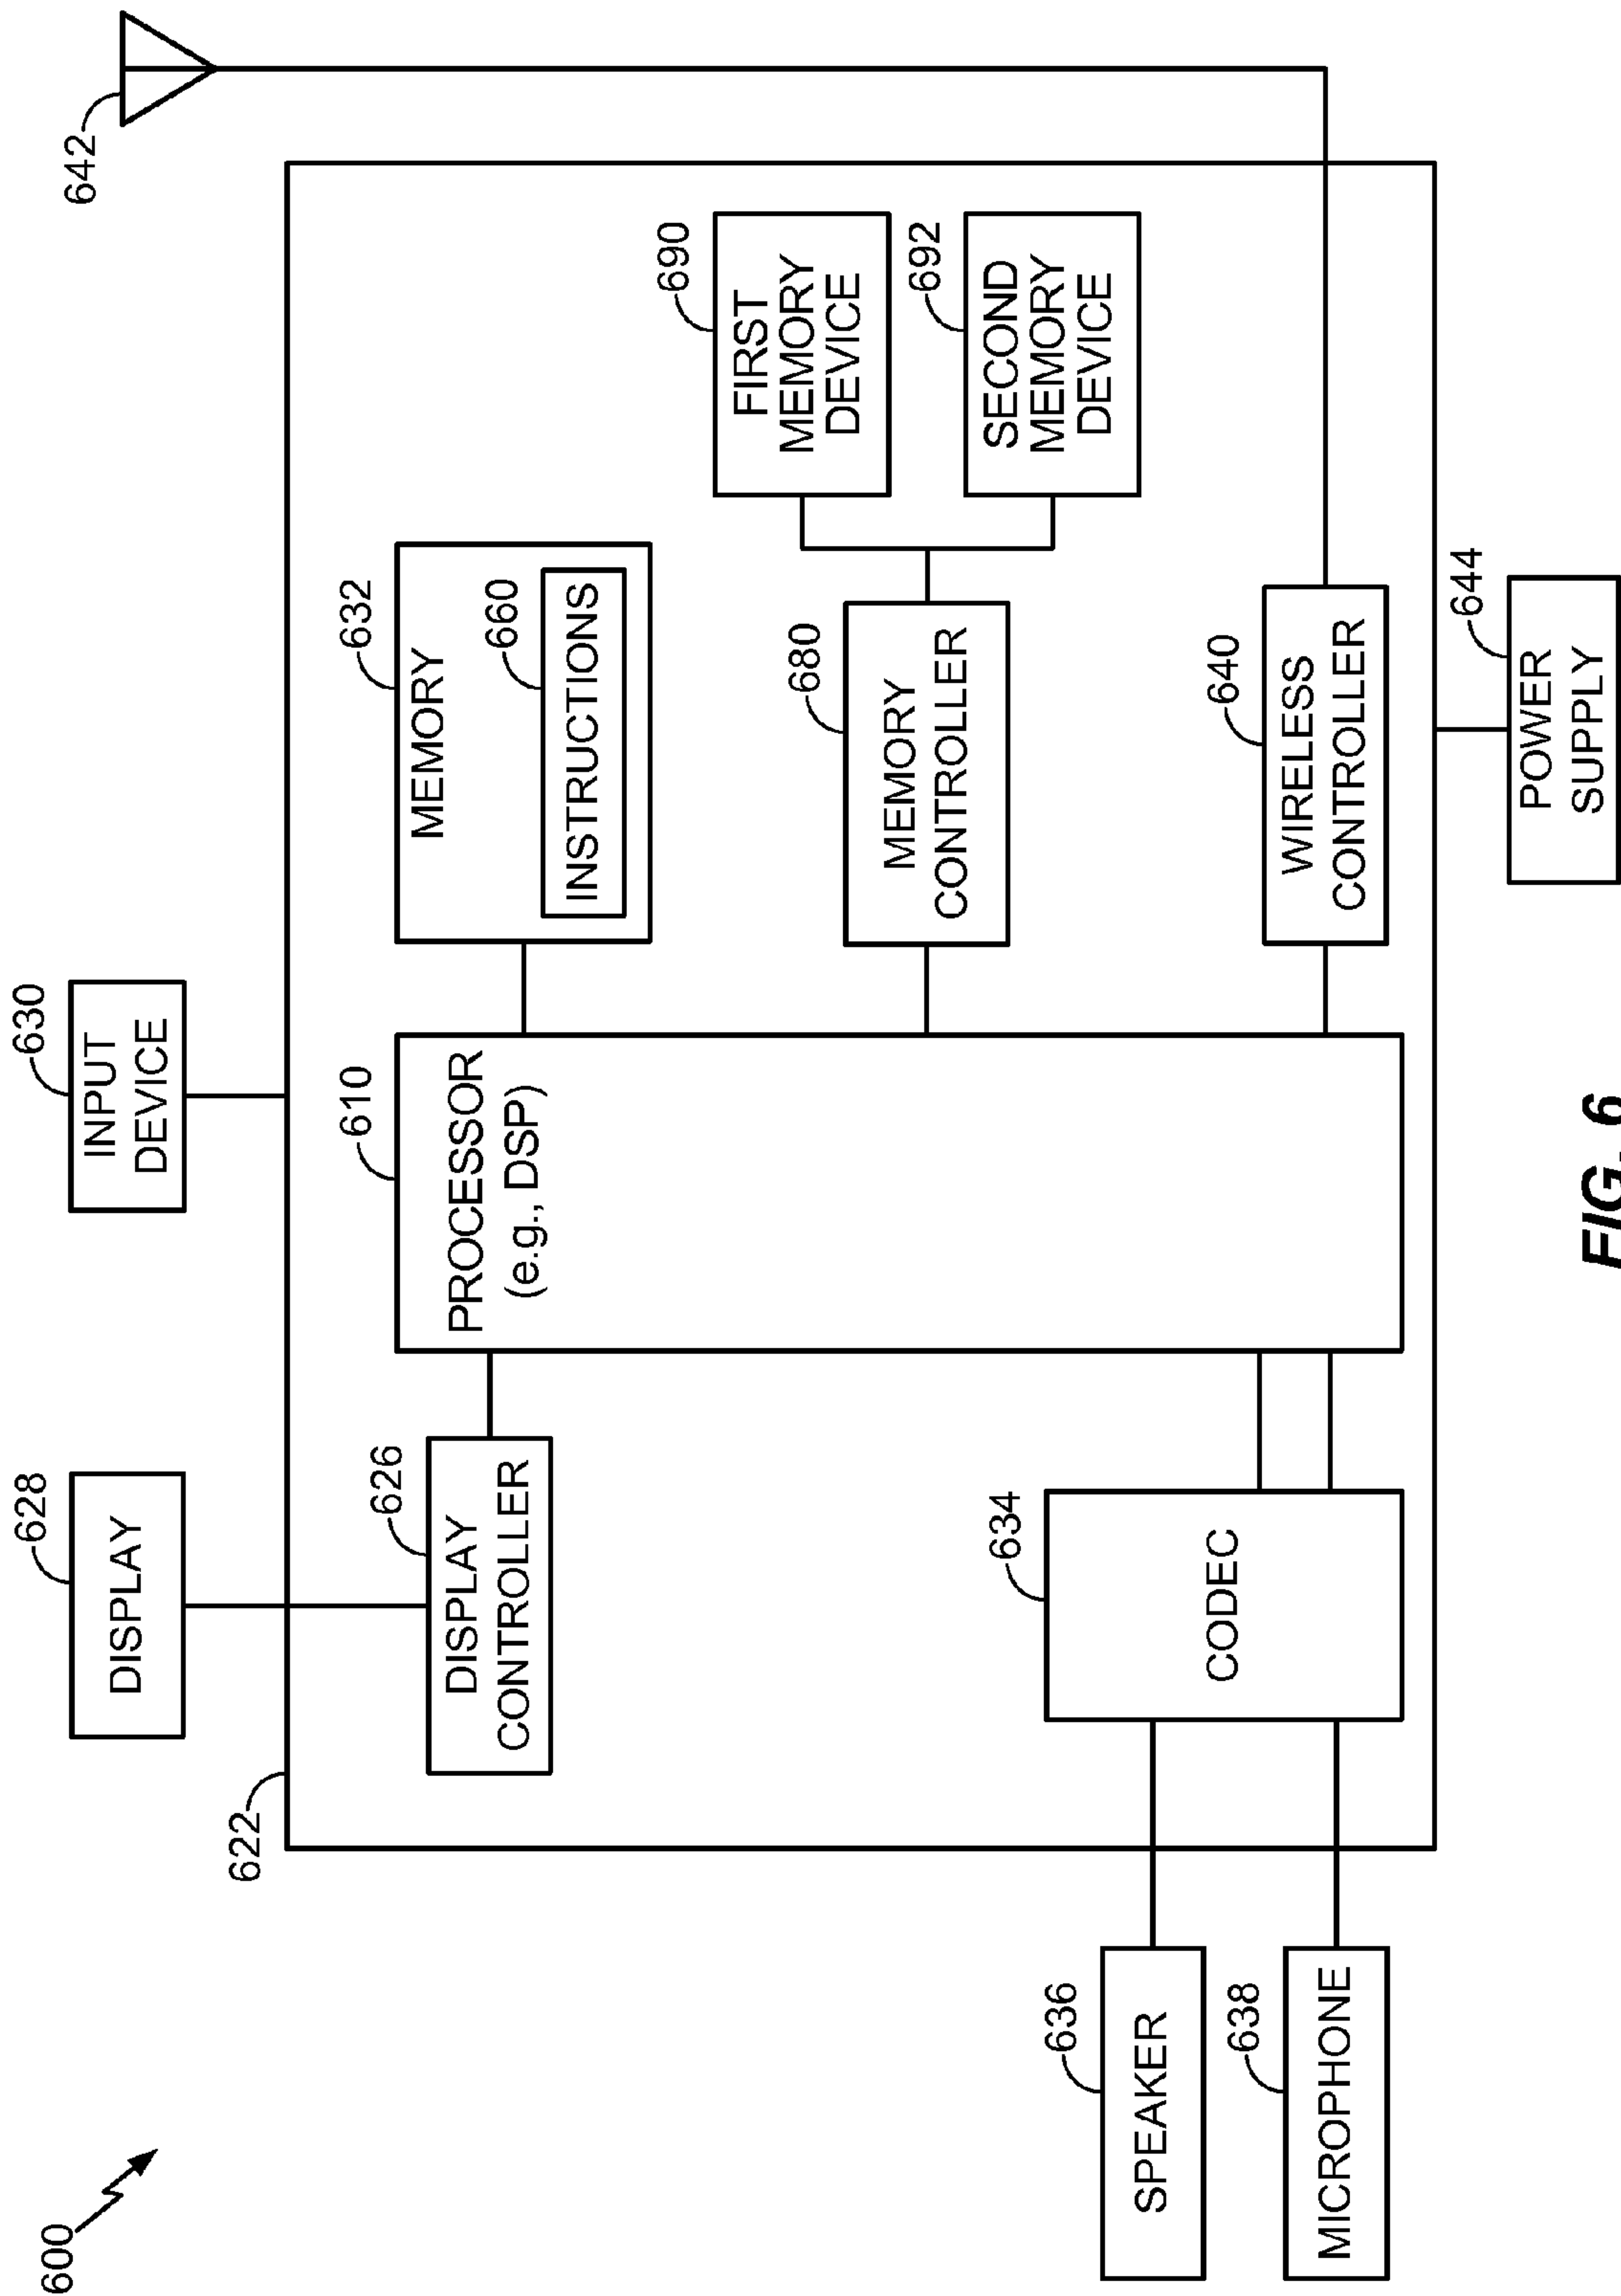 600
628
DISPLAY
630
INPUT
DEVICE
642
622
626
DISPLAY
CONTROLLER
610
PROCESSOR
(e.g., DSP)
632
MEMORY
660
INSTRUCTIONS
690
FIRST
MEMORY
DEVICE
680
MEMORY
CONTROLLER
692
SECOND
MEMORY
DEVICE
636
SPEAKER
634
CODEC
638
MICROPHONE
640
WIRELESS
CONTROLLER
644
POWER
SUPPLY
FIG. 6